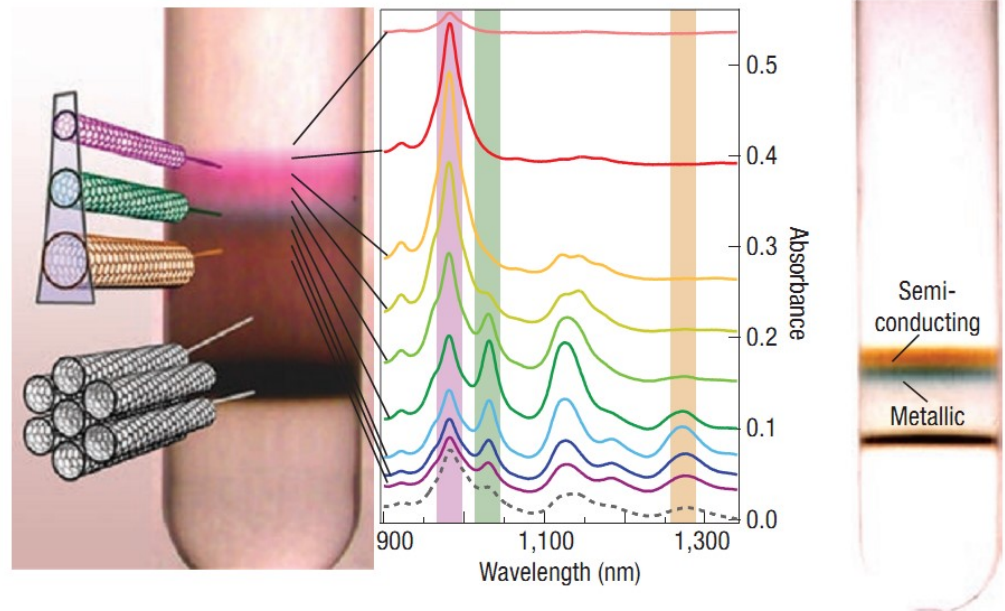 0.5
0.4
0.3
0.2
0.1
0.0
Absorbance
900
1,100
1,300
Wavelength (nm)
Semi-
conducting
Metallic